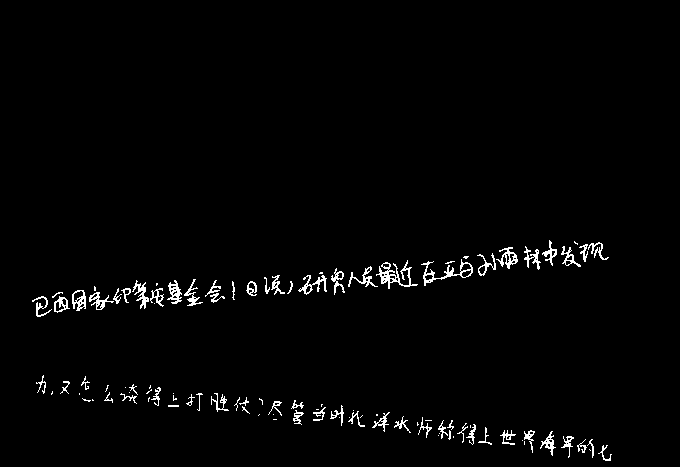 巴西国家印第安基金会1日说,研究人员最近在亚马孙雨林中发现
力,又怎么谈得上打胜仗?尽管当时北洋水师称得上世界海军的七